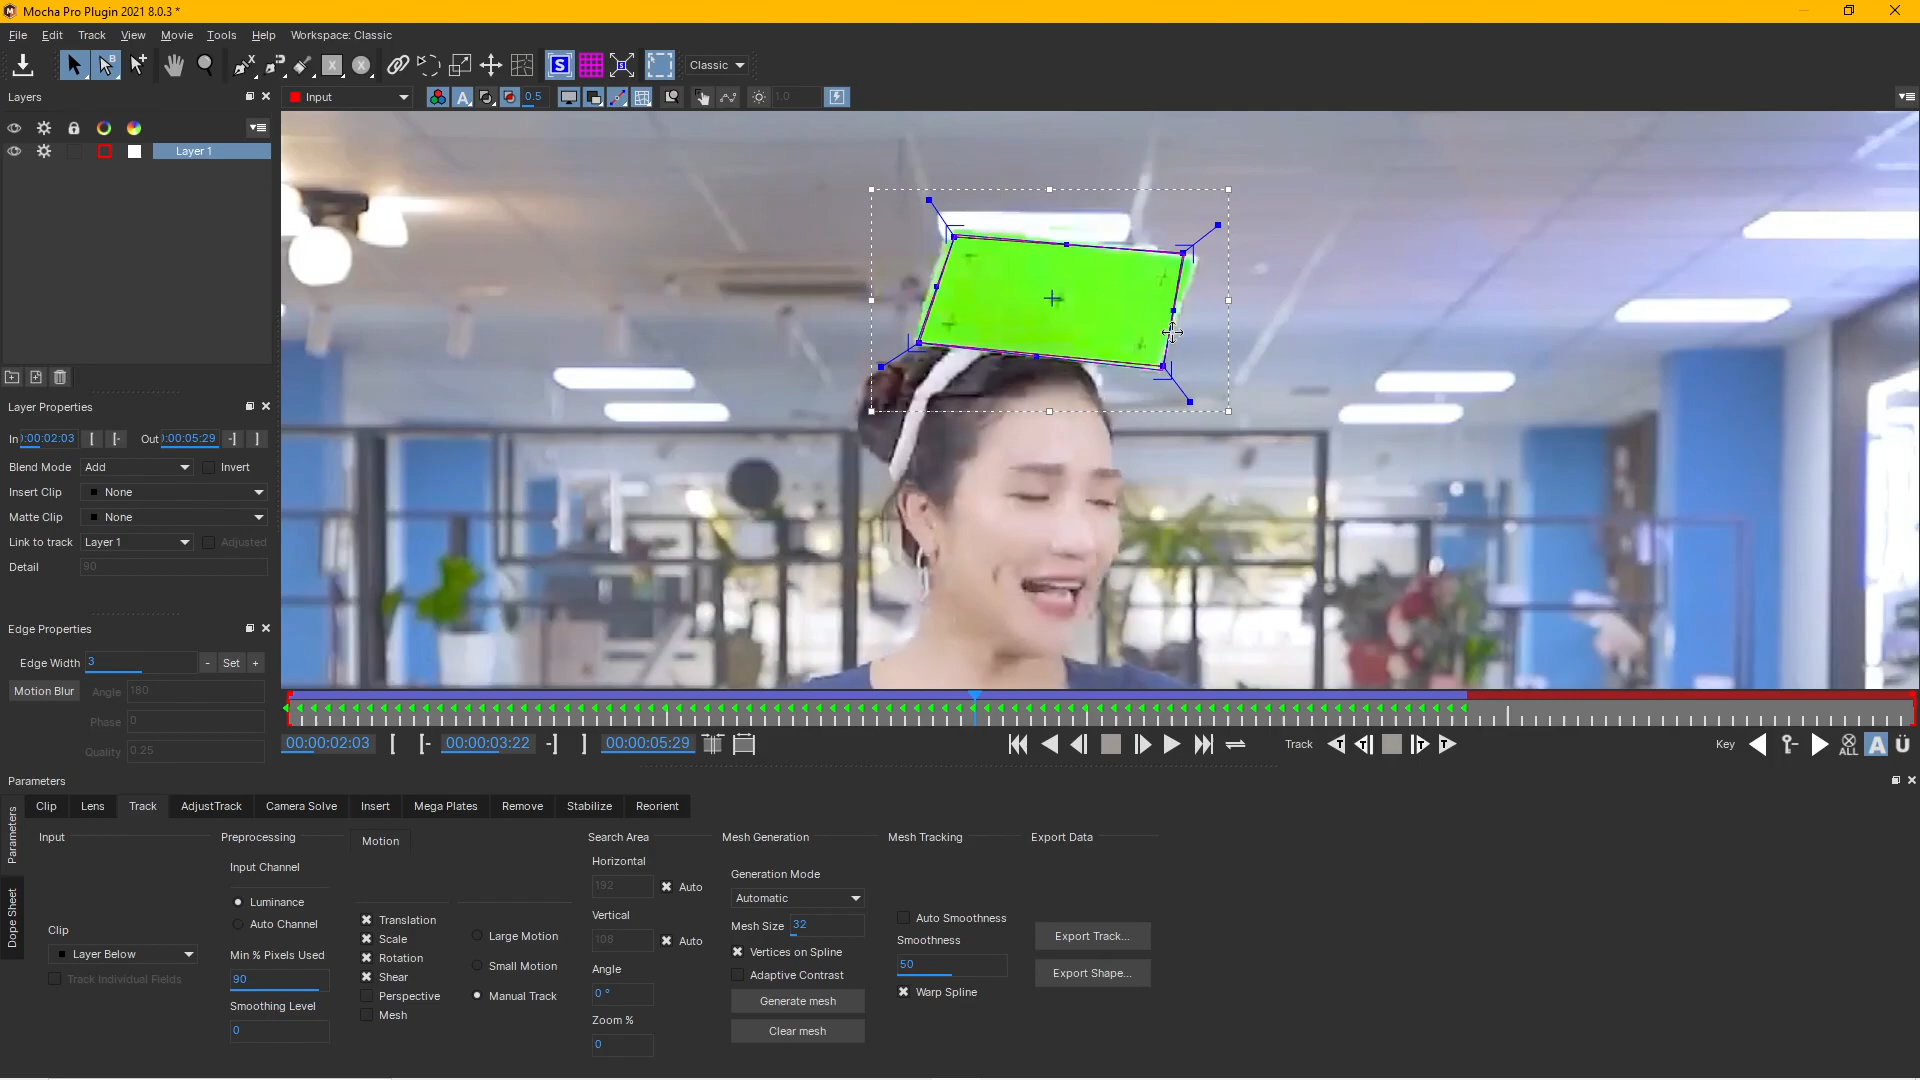 Mocha Pro Plugin 2021 8.0.3 *
File Edit Track View Movie Tools Help Workspace: Classic
S Classic
Layers Input A 0.5 1.0
Layer 1
Layer Properties
In 0:00:02:03 [ [- Out 0:00:05:29 -] ]
Blend Mode Add Invert
Insert Clip None
Matte Clip None
Link to track Layer 1 Adjusted
Detail 90
Edge Properties
Edge Width 3 - Set +
Motion Blur Angle 180
Phase 0
Quality 0.25
00:00:02:03 [ [- 00:00:03:22 -] ] 00:00:05:29 Track T T T T Key ALL A Ü
Parameters
Parameters
Dope Sheet
Clip Lens Track AdjustTrack Camera Solve Insert Mega Plates Remove Stabilize Reorient
Input Preprocessing Motion Search Area Mesh Generation Mesh Tracking Export Data
Input Channel Horizontal
Luminance 192 Auto Generation Mode
Auto Channel Automatic
Vertical Mesh Size 32
Translation Auto Smoothness
Clip Scale Large Motion 108 Auto Smoothness Export Track...
Layer Below Min % Pixels Used Rotation Vertices on Spline 50
Track Individual Fields 90 Shear Small Motion Angle Adaptive Contrast Export Shape...
Smoothing Level Perspective Manual Track 0 ° Generate mesh Warp Spline
0 Mesh Zoom % Clear mesh
0